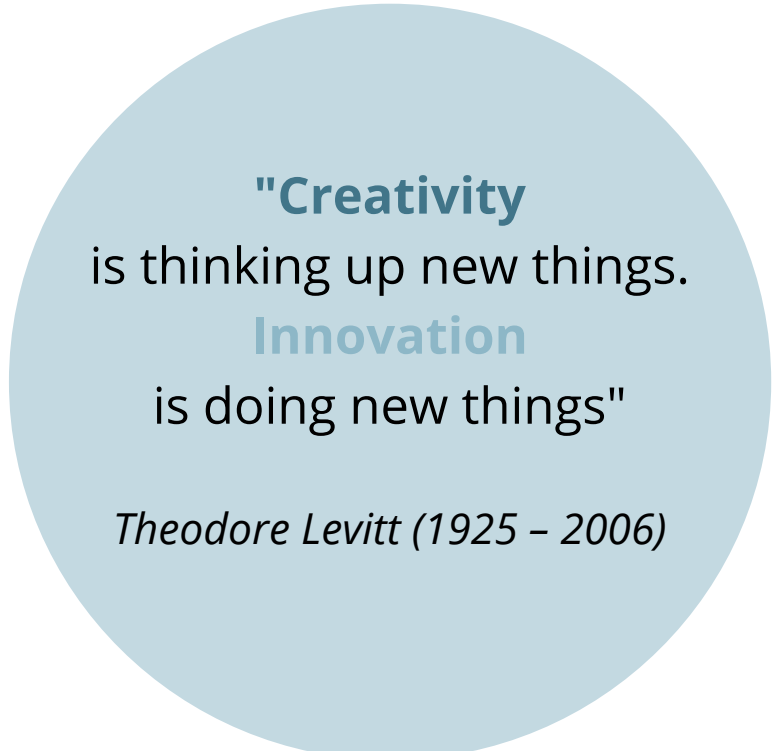 "Creativity
is thinking up new things.
Innovation
is doing new things"
Theodore Levitt (1925 – 2006)